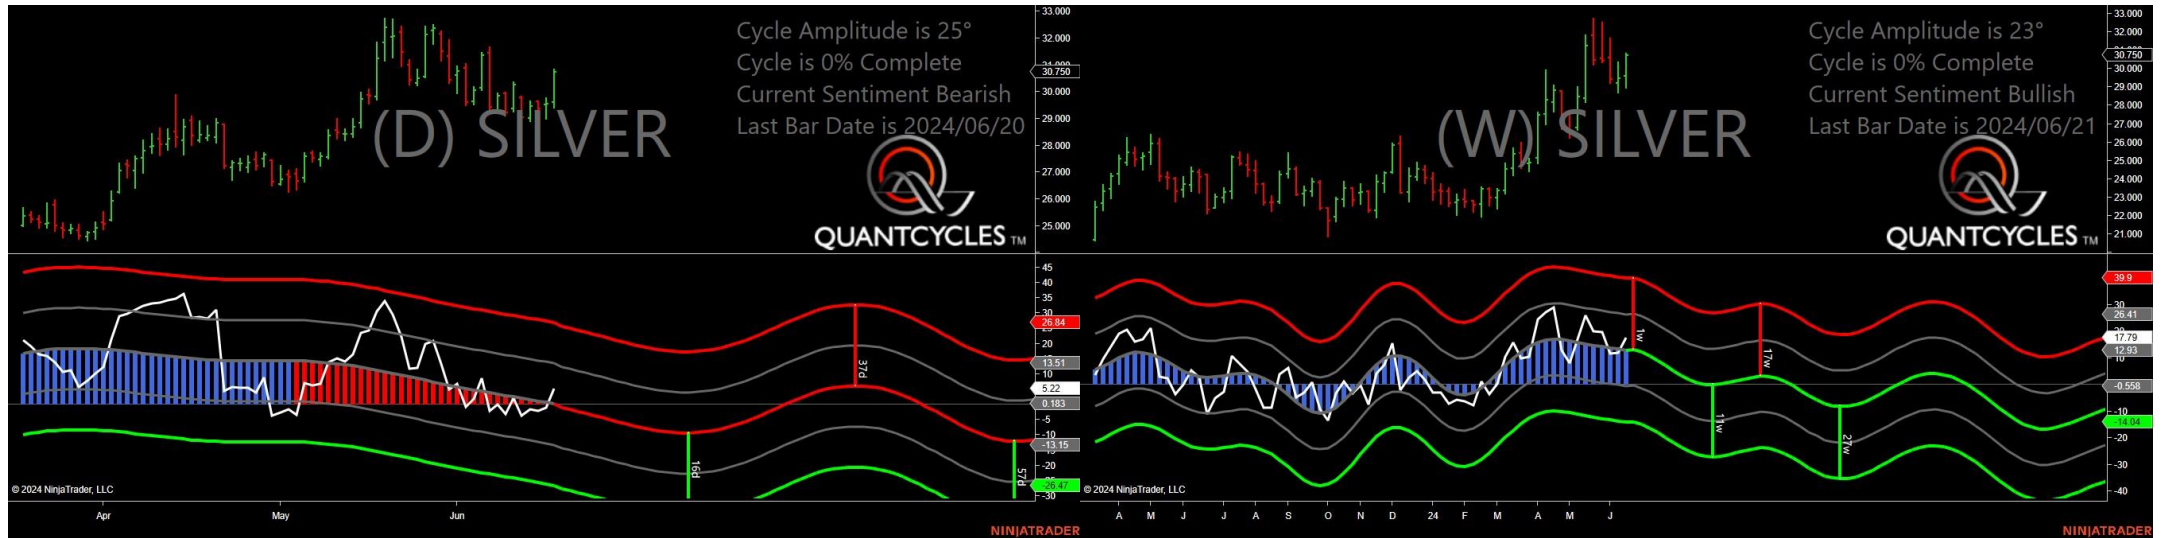 Cycle Amplitude is 25°
Cycle is 0% Complete
Current Sentiment Bearish
Last Bar Date is 2024/06/20
(D) SILVER
QUANTCYCLES TM
33.000
32.000
31.000
30.750
30.000
29.000
28.000
27.000
26.000
25.000
45
40
35
30
26.84
25
13.51
10
5.22
0.183
-5
-10
-13.15
-20
-26.47
-30
37d
16d
57d
© 2024 NinjaTrader, LLC
Apr May Jun
NINJATRADER
Cycle Amplitude is 23°
Cycle is 0% Complete
Current Sentiment Bullish
Last Bar Date is 2024/06/21
(W) SILVER
QUANTCYCLES TM
33.000
32.000
30.750
30.000
29.000
28.000
27.000
26.000
25.000
24.000
23.000
22.000
21.000
39.9
30
26.41
17.79
12.93
10
-0.558
-10
-14.04
-20
-30
-40
1w
17w
11w
27w
© 2024 NinjaTrader, LLC
A M J J A S O N D 24 F M A M J
NINJATRADER